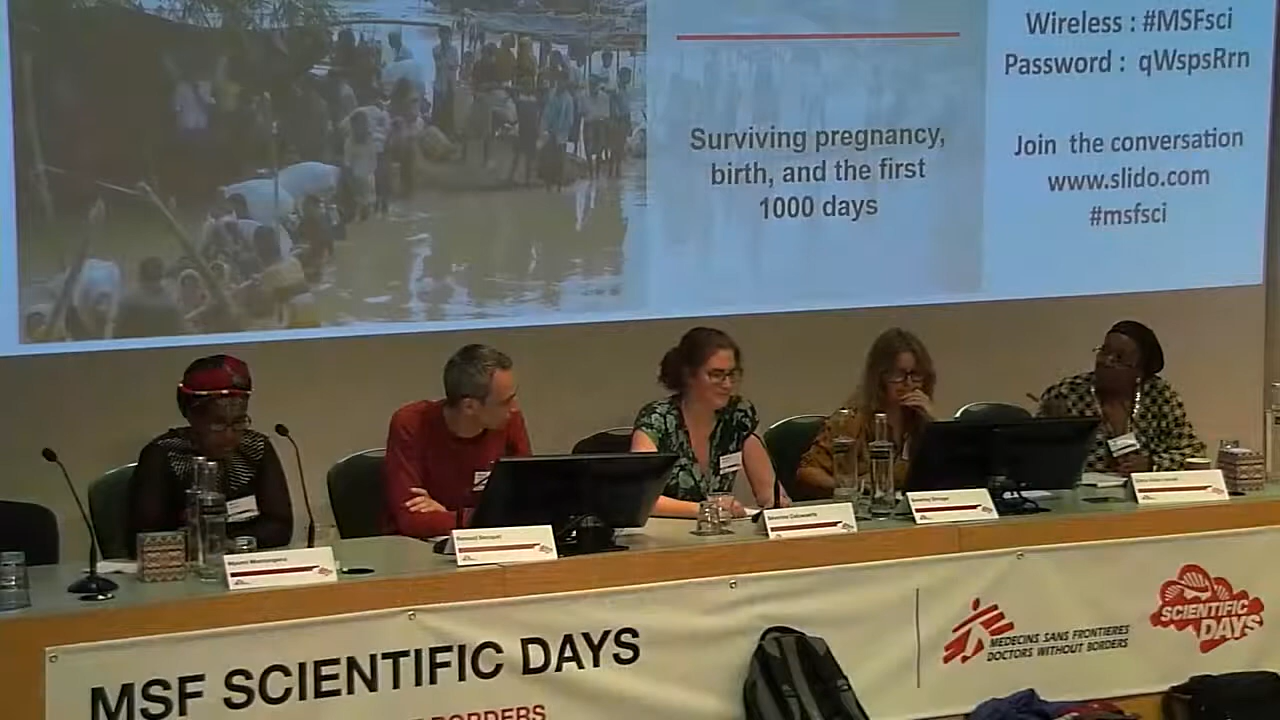 Wireless : #MSFsci
Password : qWspsRrn
Surviving pregnancy,
birth, and the first
1000 days
Join the conversation
www.slido.com
#msfsci
MSF SCIENTIFIC DAYS
BORDERS
MEDECINS SANS FRONTIERES
DOCTORS WITHOUT BORDERS
SCIENTIFIC
DAYS